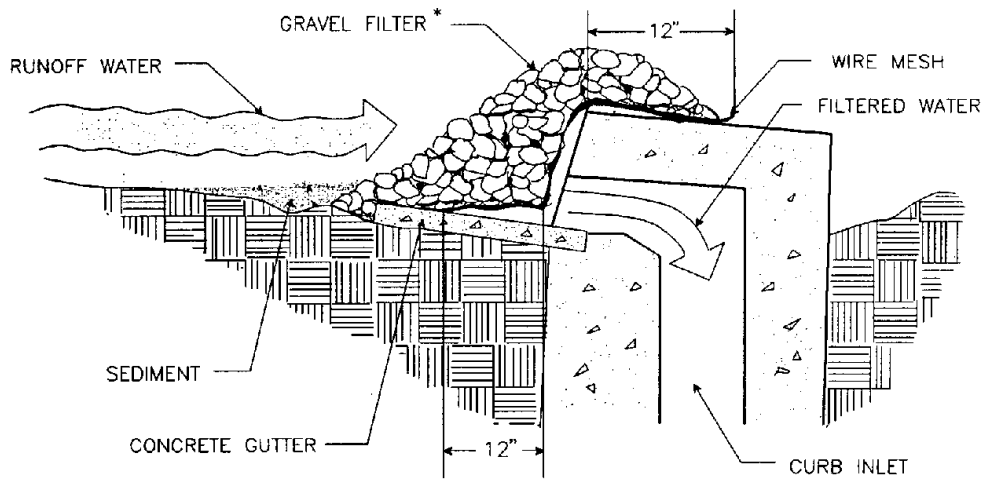 GRAVEL FILTER*
12"
RUNOFF WATER
WIRE MESH
FILTERED WATER
SEDIMENT
CONCRETE GUTTER
12"
CURB INLET